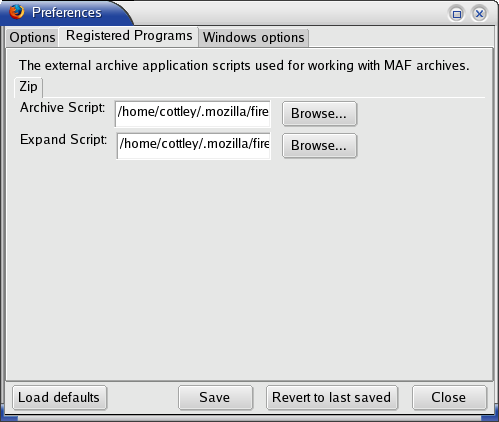 Preferences
Options Registered Programs Windows options
The external archive application scripts used for working with MAF archives.
Zip
Archive Script: /home/cottley/.mozilla/fire Browse...
Expand Script: /home/cottley/.mozilla/fire Browse...
Load defaults Save Revert to last saved Close